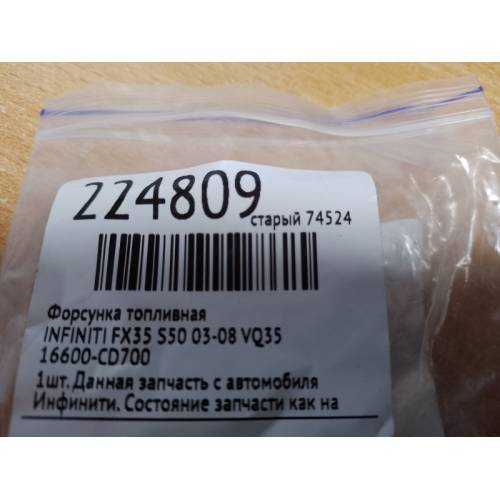 224809
старый 74524
Форсунка топливная
INFINITI FX35 S50 03-08 VQ35
16600-CD700
1шт. Данная запчасть с автомобиля
Инфинити. Состояние запчасти как на